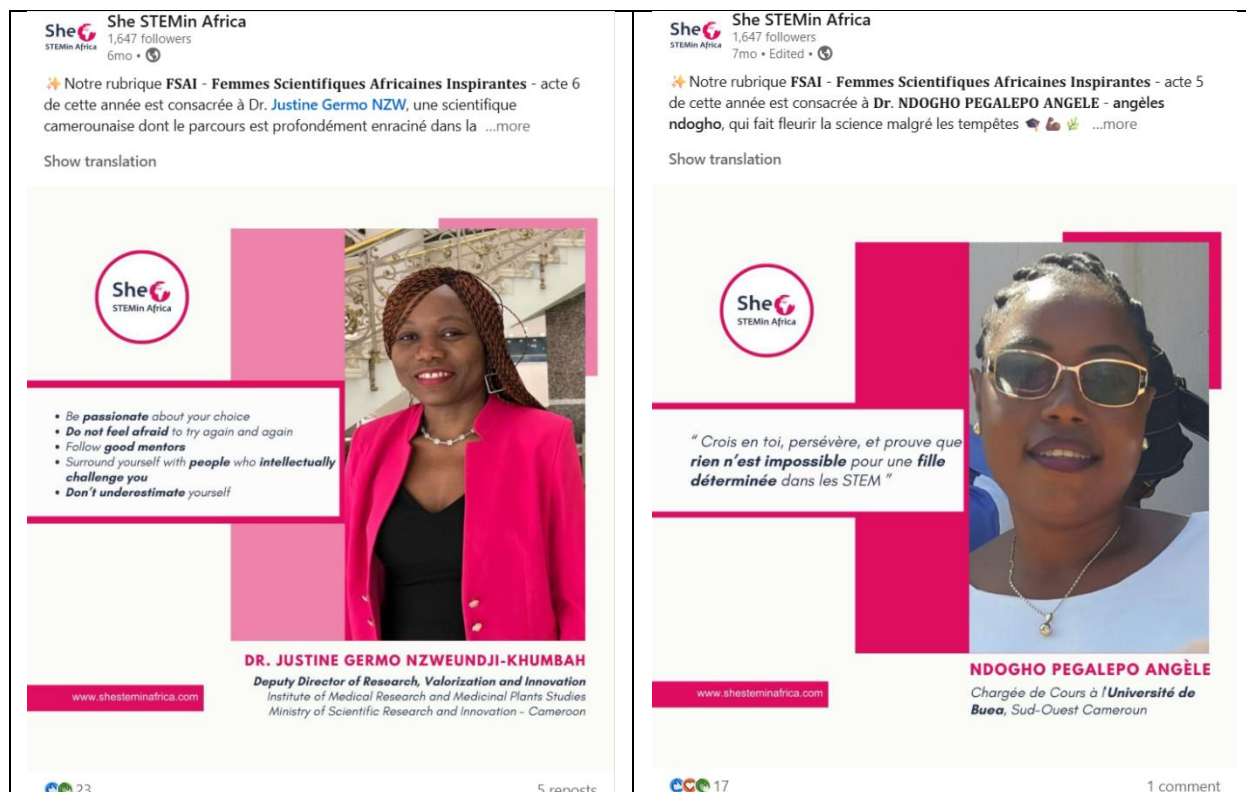 She STEMin Africa
She
STEMin Africa
1,647 followers
6mo •
✨ Notre rubrique FSAI - Femmes Scientifiques Africaines Inspirantes - acte 6
de cette année est consacrée à Dr. Justine Germo NZW, une scientifique
camerounaise dont le parcours est profondément enraciné dans la ...more
Show translation
She
STEMin Africa
• Be passionate about your choice
• Do not feel afraid to try again and again
• Follow good mentors
• Surround yourself with people who intellectually
challenge you
• Don't underestimate yourself
DR. JUSTINE GERMO NZWEUNDJI-KHUMBAH
Deputy Director of Research, Valorization and Innovation
Institute of Medical Research and Medicinal Plants Studies
Ministry of Scientific Research and Innovation - Cameroon
www.shesteminafrica.com
23
5 reposts
She STEMin Africa
She
STEMin Africa
1,647 followers
7mo • Edited •
✨ Notre rubrique FSAI - Femmes Scientifiques Africaines Inspirantes - acte 5
de cette année est consacrée à Dr. NDOGHO PEGALEPO ANGELE - angèles
ndogho, qui fait fleurir la science malgré les tempêtes 🎓 💪🏾 🌿 ...more
Show translation
She
STEMin Africa
" Crois en toi, persévère, et prouve que
rien n'est impossible pour une fille
déterminée dans les STEM "
NDOGHO PEGALEPO ANGÈLE
Chargée de Cours à l'Université de
Buea, Sud-Ouest Cameroun
www.shesteminafrica.com
17
1 comment